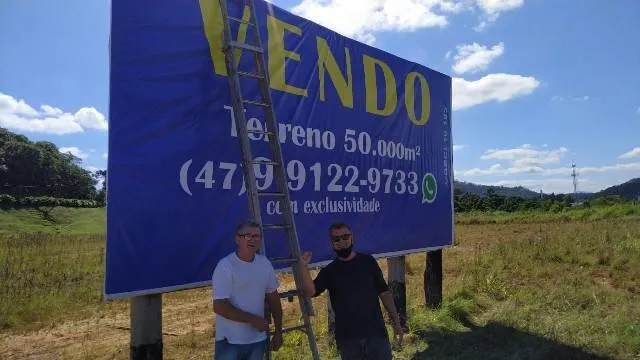 VENDO
Terreno 50.000m²
(47) 9 9122-9733
com exclusividade